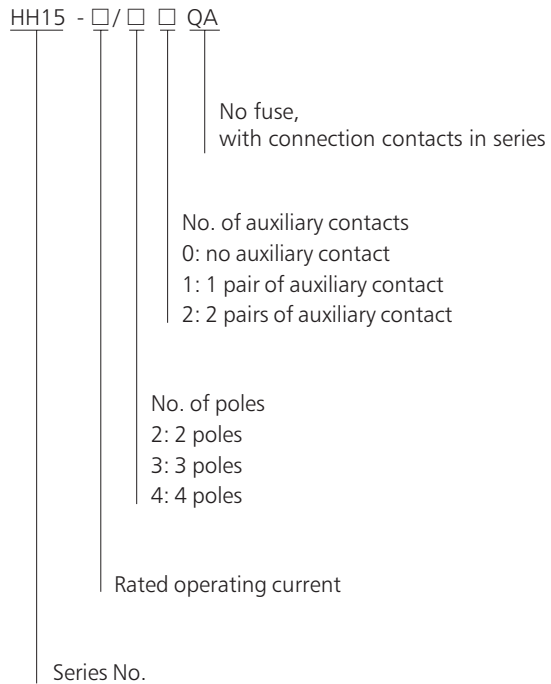 HH15 - □/□ □ QA
No fuse,
with connection contacts in series
No. of auxiliary contacts
0: no auxiliary contact
1: 1 pair of auxiliary contact
2: 2 pairs of auxiliary contact
No. of poles
2: 2 poles
3: 3 poles
4: 4 poles
Rated operating current
Series No.